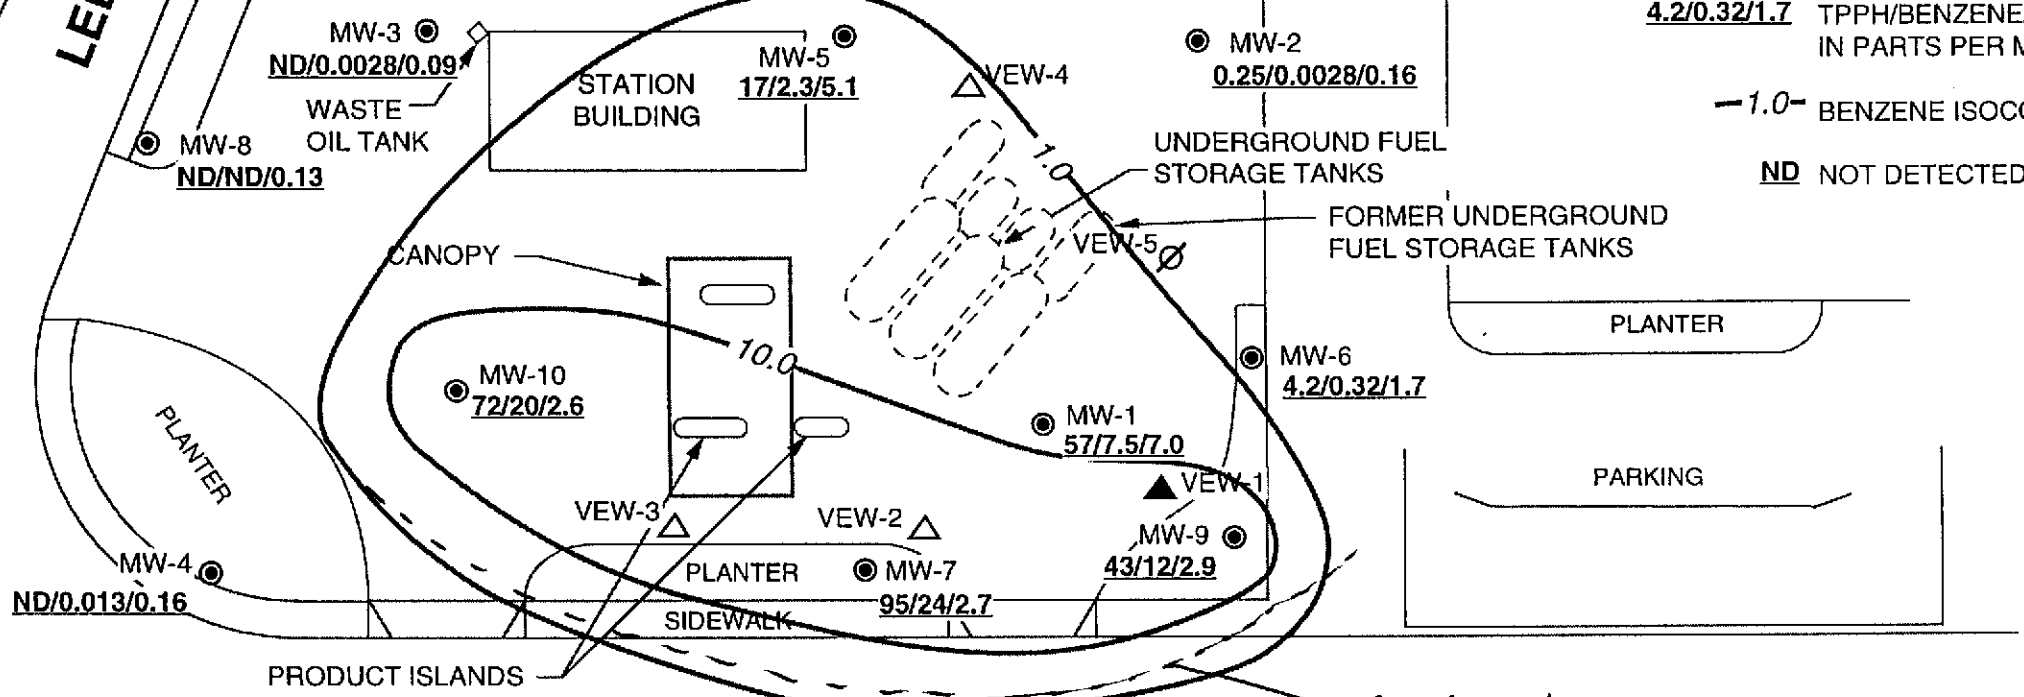 MW-3
ND/0.0028/0.09
WASTE
OIL TANK
MW-8
ND/ND/0.13
STATION
BUILDING
MW-5
17/2.3/5.1
VEW-4
MW-2
0.25/0.0028/0.16
4.2/0.32/1.7 TPPH/BENZENE
IN PARTS PER
1.0 BENZENE
ND NOT DETECTED
1.0
UNDERGROUND FUEL
STORAGE TANKS
FORMER UNDERGROUND
FUEL STORAGE TANKS
VEW-5
CANOPY
10.0
PLANTER
MW-10
72/20/2.6
MW-6
4.2/0.32/1.7
MW-1
57/7.5/7.0
PLANTER
PARKING
VEW-1
VEW-3
VEW-2
MW-9
43/12/2.9
MW-4
ND/0.013/0.16
PLANTER
MW-7
95/24/2.7
SIDEWALK
PRODUCT ISLANDS